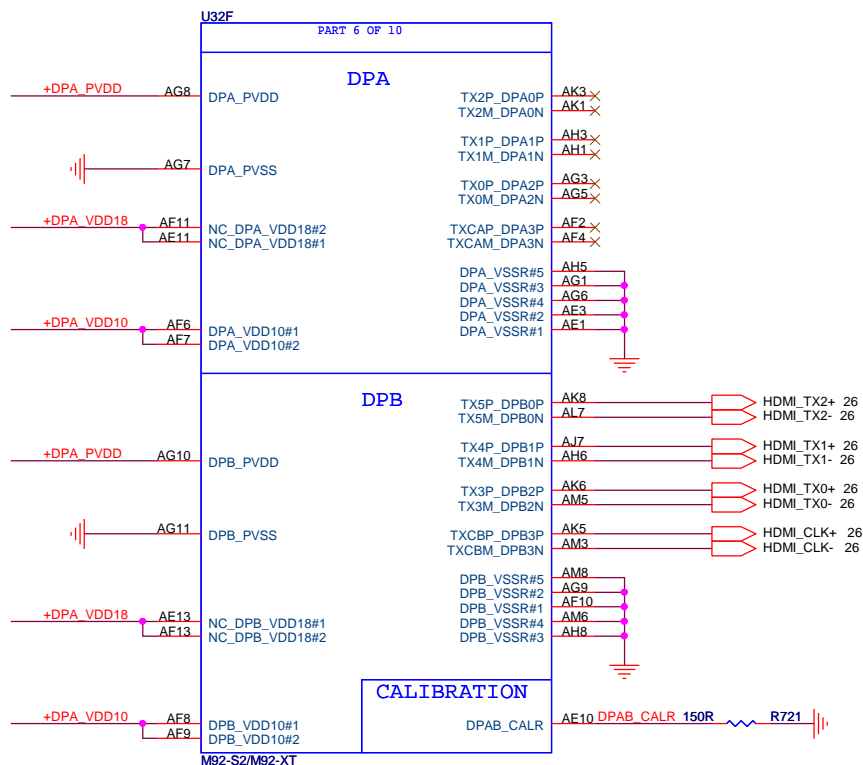 U32F
PART 6 OF 10
DPA
+DPA_PVDD AG8 DPA_PVDD
TX2P_DPA0P AK3
TX2M_DPA0N AK1
TX1P_DPA1P AH3
TX1M_DPA1N AH1
AG7 DPA_PVSS
TX0P_DPA2P AG3
TX0M_DPA2N AG5
+DPA_VDD18 AF11 NC_DPA_VDD18#2
AE11 NC_DPA_VDD18#1
TXCAP_DPA3P AF2
TXCAM_DPA3N AF4
DPA_VSSR#5 AH5
DPA_VSSR#3 AG1
DPA_VSSR#4 AG6
DPA_VSSR#2 AE3
DPA_VSSR#1 AE1
+DPA_VDD10 AF6 DPA_VDD10#1
AF7 DPA_VDD10#2
DPB
TX5P_DPB0P AK8 HDMI_TX2+ 26
TX5M_DPB0N AL7 HDMI_TX2- 26
TX4P_DPB1P AJ7 HDMI_TX1+ 26
TX4M_DPB1N AH6 HDMI_TX1- 26
+DPA_PVDD AG10 DPB_PVDD
TX3P_DPB2P AK6 HDMI_TX0+ 26
TX3M_DPB2N AM5 HDMI_TX0- 26
AG11 DPB_PVSS
TXCBP_DPB3P AK5 HDMI_CLK+ 26
TXCBM_DPB3N AM3 HDMI_CLK- 26
DPB_VSSR#5 AM8
DPB_VSSR#2 AG9
DPB_VSSR#1 AF10
DPB_VSSR#4 AM6
DPB_VSSR#3 AH8
+DPA_VDD18 AE13 NC_DPB_VDD18#1
AF13 NC_DPB_VDD18#2
CALIBRATION
+DPA_VDD10 AF8 DPB_VDD10#1
AF9 DPB_VDD10#2
DPAB_CALR AE10 DPAB_CALR 150R R721
M92-S2/M92-XT